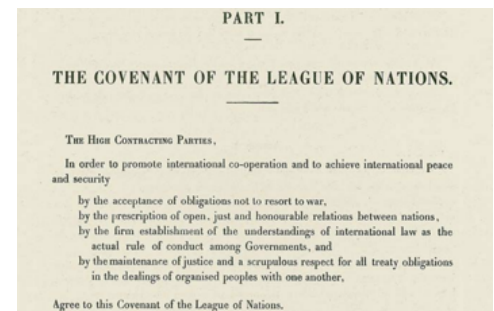 PART I.
THE COVENANT OF THE LEAGUE OF NATIONS.
THE HIGH CONTRACTING PARTIES,
In order to promote international co-operation and to achieve international peace
and security
by the acceptance of obligations not to resort to war,
by the prescription of open, just and honourable relations between nations,
by the firm establishment of the understandings of international law as the
actual rule of conduct among Governments, and
by the maintenance of justice and a scrupulous respect for all treaty obligations
in the dealings of organised peoples with one another,
Agree to this Covenant of the League of Nations.